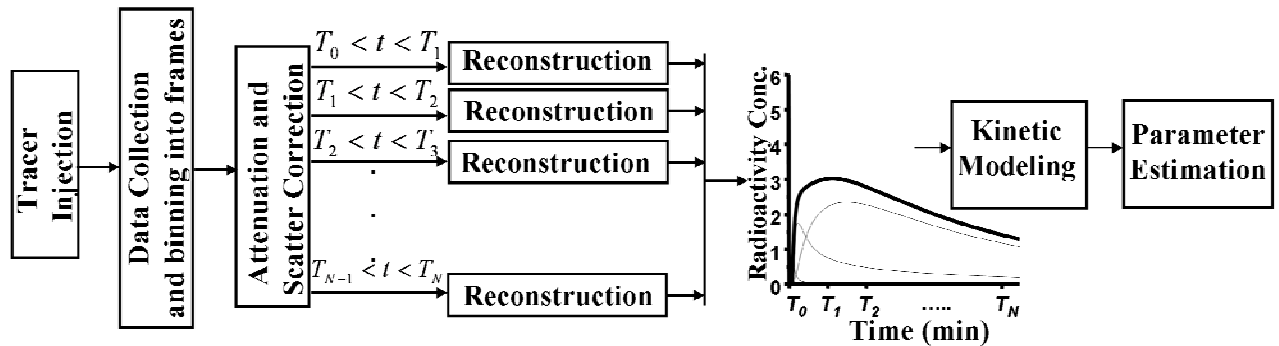 Tracer
Injection
Data Collection
and binning into frames
Attenuation and
Scatter Correction
T0 < t < T1
T1 < t < T2
T2 < t < T3
.
.
.
TN−1 < t < TN
Reconstruction
Reconstruction
Reconstruction
Reconstruction
Radioactivity Conc.
6
5
4
3
2
1
0
T0 T1 T2 ..... TN
Time (min)
Kinetic
Modeling
Parameter
Estimation